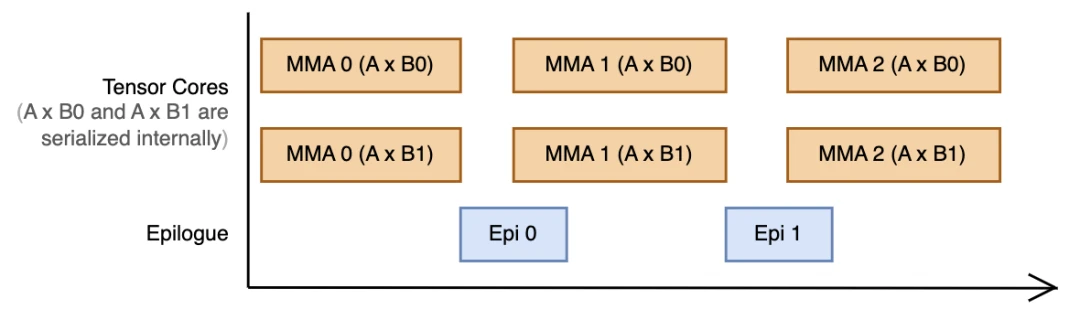 MMA 0 (A x B0)
MMA 1 (A x B0)
MMA 2 (A x B0)
Tensor Cores
(A x B0 and A x B1 are
serialized internally)
MMA 0 (A x B1)
MMA 1 (A x B1)
MMA 2 (A x B1)
Epilogue
Epi 0
Epi 1